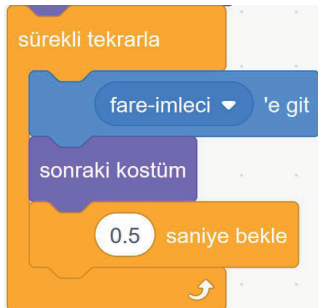 sürekli tekrarla
fare-imleci 'e git
sonraki kostüm
0.5 saniye bekle